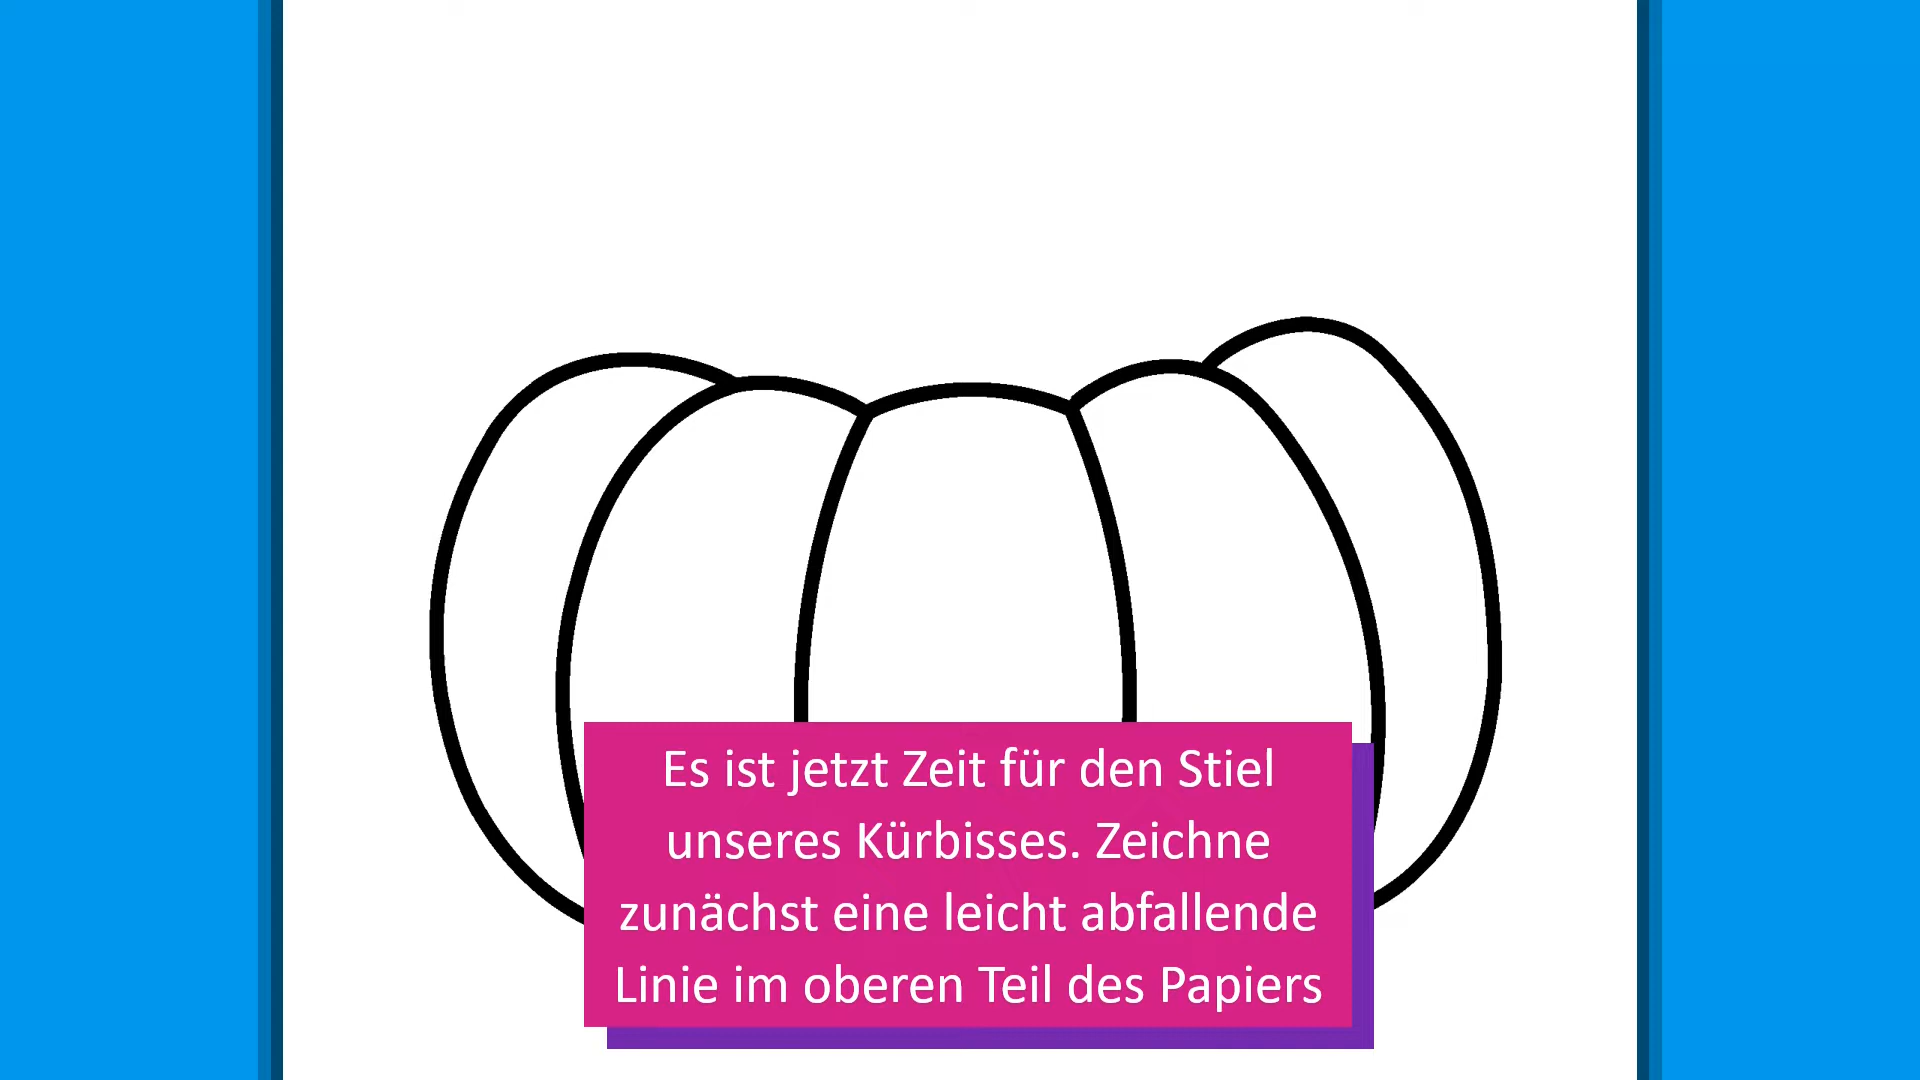 Es ist jetzt Zeit für den Stiel
unseres Kürbisses. Zeichne
zunächst eine leicht abfallende
Linie im oberen Teil des Papiers